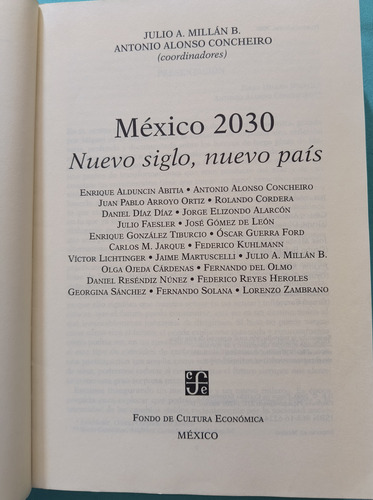 JULIO A. MILLÁN B.
ANTONIO ALONSO CONCHEIRO
(coordinadores)
México 2030
Nuevo siglo, nuevo país
ENRIQUE ALDUNCIN ABITIA • ANTONIO ALONSO CONCHEIRO
JUAN PABLO ARROYO ORTIZ • ROLANDO CORDERA
DANIEL DÍAZ DÍAZ • JORGE ELIZONDO ALARCÓN
JULIO FAESLER • JOSÉ GÓMEZ DE LEÓN
ENRIQUE GONZÁLEZ TIBURCIO • ÓSCAR GUERRA FORD
CARLOS M. JARQUE • FEDERICO KUHLMANN
VÍCTOR LICHTINGER • JAIME MARTUSCELLI • JULIO A. MILLÁN B.
OLGA OJEDA CÁRDENAS • FERNANDO DEL OLMO
DANIEL RESÉNDIZ NÚÑEZ • FEDERICO REYES HEROLES
GEORGINA SÁNCHEZ • FERNANDO SOLANA • LORENZO ZAMBRANO
cfe
FONDO DE CULTURA ECONÓMICA
MÉXICO